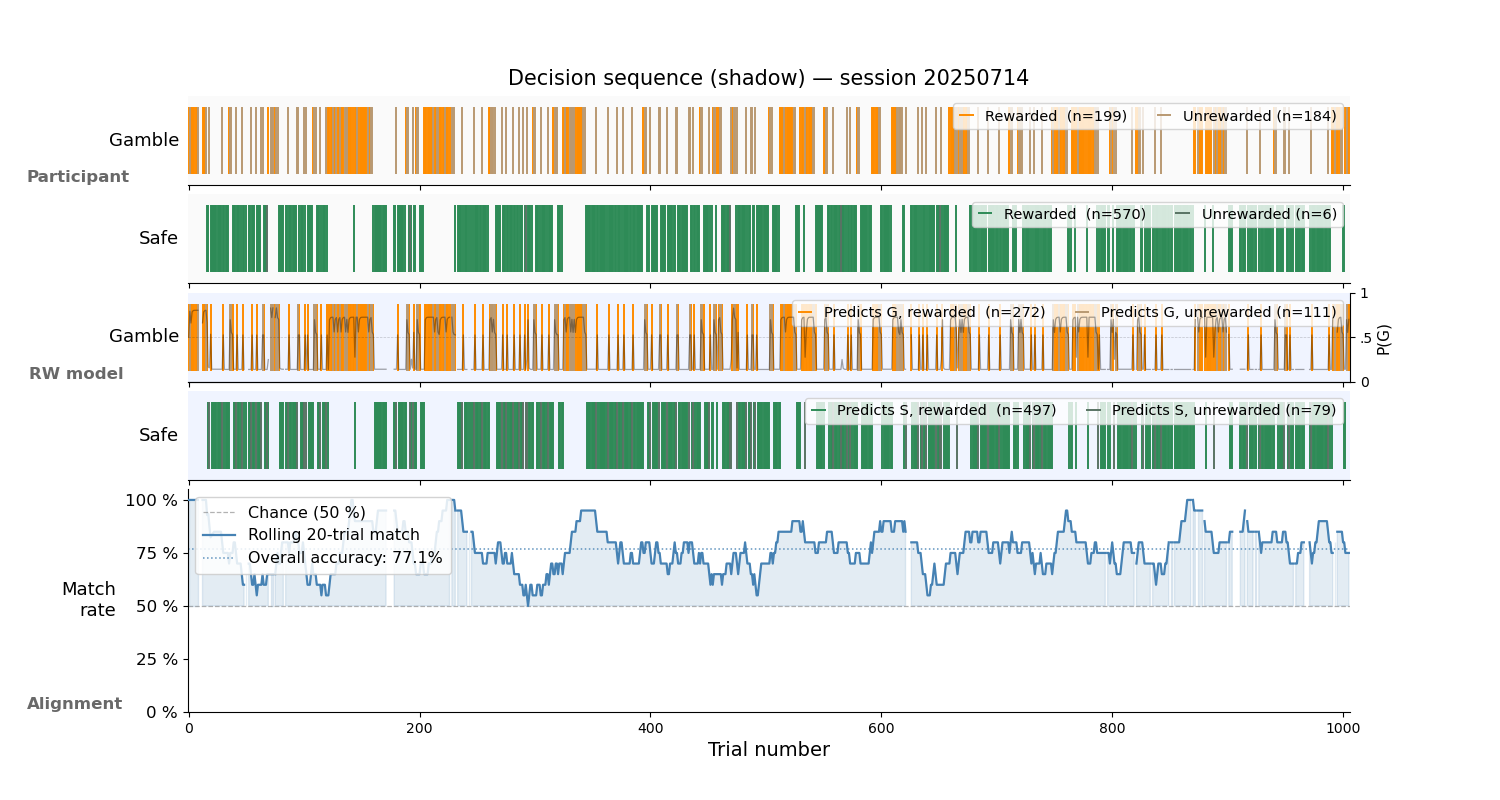 Decision sequence (shadow) — session 20250714
Gamble
Rewarded  (n=199)
Unrewarded (n=184)
Participant
Safe
Rewarded  (n=570)
Unrewarded (n=6)
Gamble
Predicts G, rewarded  (n=272)
Predicts G, unrewarded (n=111)
1
.5
0
P(G)
RW model
Safe
Predicts S, rewarded  (n=497)
Predicts S, unrewarded (n=79)
100 %
75 %
50 %
25 %
0 %
Chance (50 %)
Rolling 20-trial match
Overall accuracy: 77.1%
Match
rate
Alignment
0
200
400
600
800
1000
Trial number